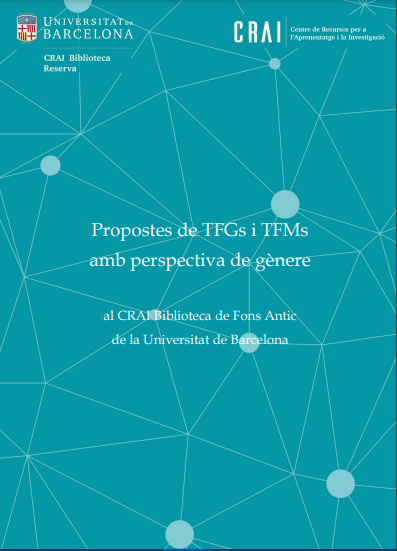 UNIVERSITAT DE
BARCELONA
CRAI Biblioteca
Reserva
CRAI
Centre de Recursos per a
l'Aprenentatge i la Investigació
Propostes de TFGs i TFMs
amb perspectiva de gènere
al CRAI Biblioteca de Fons Antic
de la Universitat de Barcelona